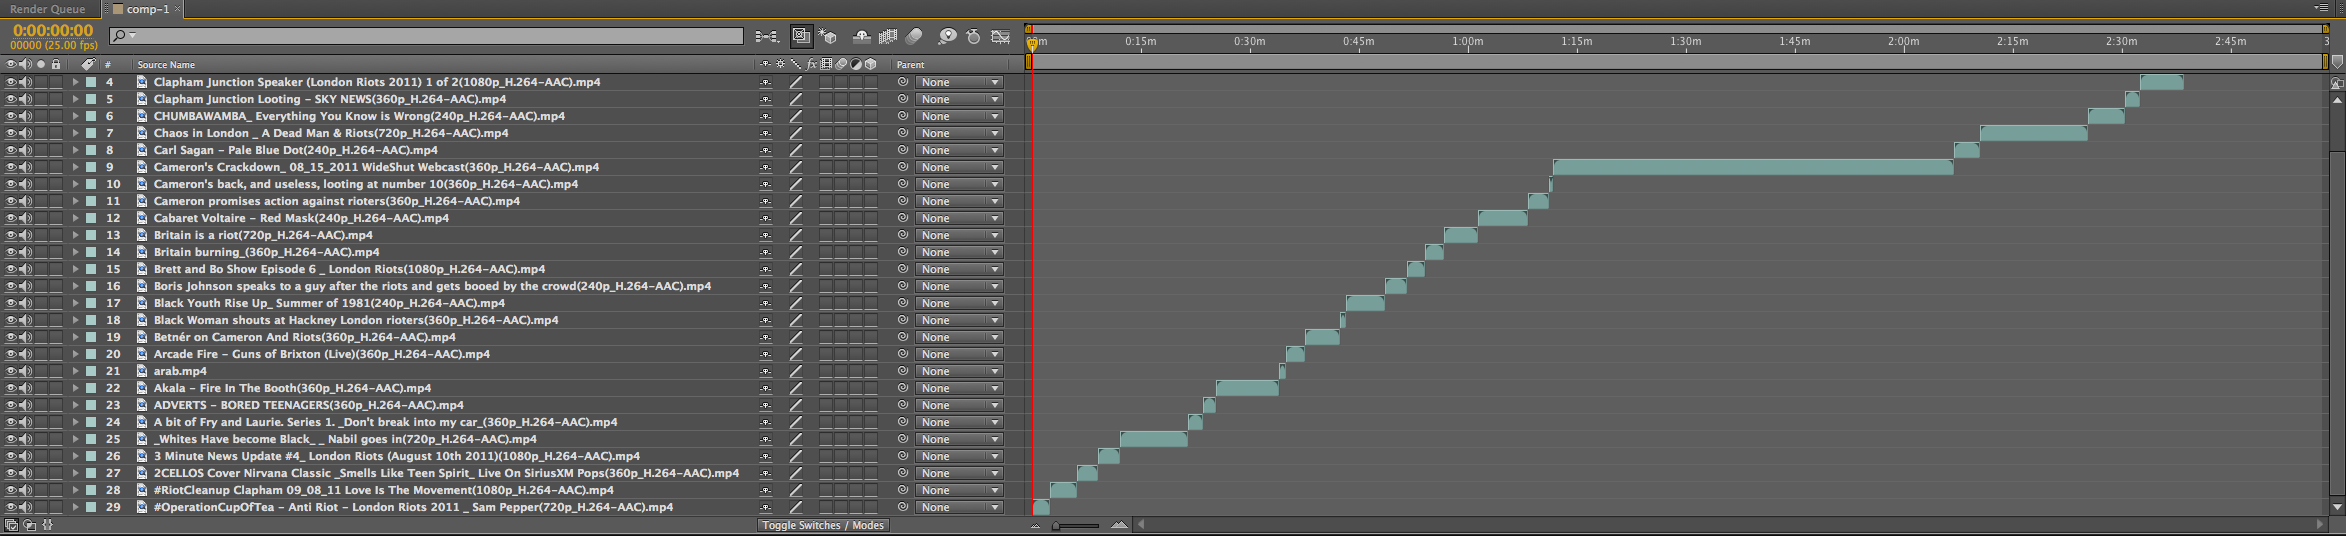 Render Queue comp-1
0:00:00:00
00000 (25.00 fps)
0:15m 0:30m 0:45m 1:00m 1:15m 1:30m 1:45m 2:00m 2:15m 2:30m 2:45m 3
# Source Name fx Parent
4 Clapham Junction Speaker (London Riots 2011) 1 of 2(1080p_H.264-AAC).mp4 None
5 Clapham Junction Looting - SKY NEWS(360p_H.264-AAC).mp4 None
6 CHUMBAWAMBA_ Everything You Know is Wrong(240p_H.264-AAC).mp4 None
7 Chaos in London _ A Dead Man & Riots(720p_H.264-AAC).mp4 None
8 Carl Sagan - Pale Blue Dot(240p_H.264-AAC).mp4 None
9 Cameron's Crackdown_ 08_15_2011 WideShut Webcast(360p_H.264-AAC).mp4 None
10 Cameron's back, and useless, looting at number 10(360p_H.264-AAC).mp4 None
11 Cameron promises action against rioters(360p_H.264-AAC).mp4 None
12 Cabaret Voltaire - Red Mask(240p_H.264-AAC).mp4 None
13 Britain is a riot(720p_H.264-AAC).mp4 None
14 Britain burning_(360p_H.264-AAC).mp4 None
15 Brett and Bo Show Episode 6 _ London Riots(1080p_H.264-AAC).mp4 None
16 Boris Johnson speaks to a guy after the riots and gets booed by the crowd(240p_H.264-AAC).mp4 None
17 Black Youth Rise Up_ Summer of 1981(240p_H.264-AAC).mp4 None
18 Black Woman shouts at Hackney London rioters(360p_H.264-AAC).mp4 None
19 Betnér on Cameron And Riots(360p_H.264-AAC).mp4 None
20 Arcade Fire - Guns of Brixton (Live)(360p_H.264-AAC).mp4 None
21 arab.mp4 None
22 Akala - Fire In The Booth(360p_H.264-AAC).mp4 None
23 ADVERTS - BORED TEENAGERS(360p_H.264-AAC).mp4 None
24 A bit of Fry and Laurie. Series 1. _Don't break into my car_(360p_H.264-AAC).mp4 None
25 _Whites Have become Black_ _ Nabil goes in(720p_H.264-AAC).mp4 None
26 3 Minute News Update #4_ London Riots (August 10th 2011)(1080p_H.264-AAC).mp4 None
27 2CELLOS Cover Nirvana Classic _Smells Like Teen Spirit_ Live On SiriusXM Pops(360p_H.264-AAC).mp4 None
28 #RiotCleanup Clapham 09_08_11 Love Is The Movement(1080p_H.264-AAC).mp4 None
29 #OperationCupOfTea - Anti Riot - London Riots 2011 _ Sam Pepper(720p_H.264-AAC).mp4 None
Toggle Switches / Modes